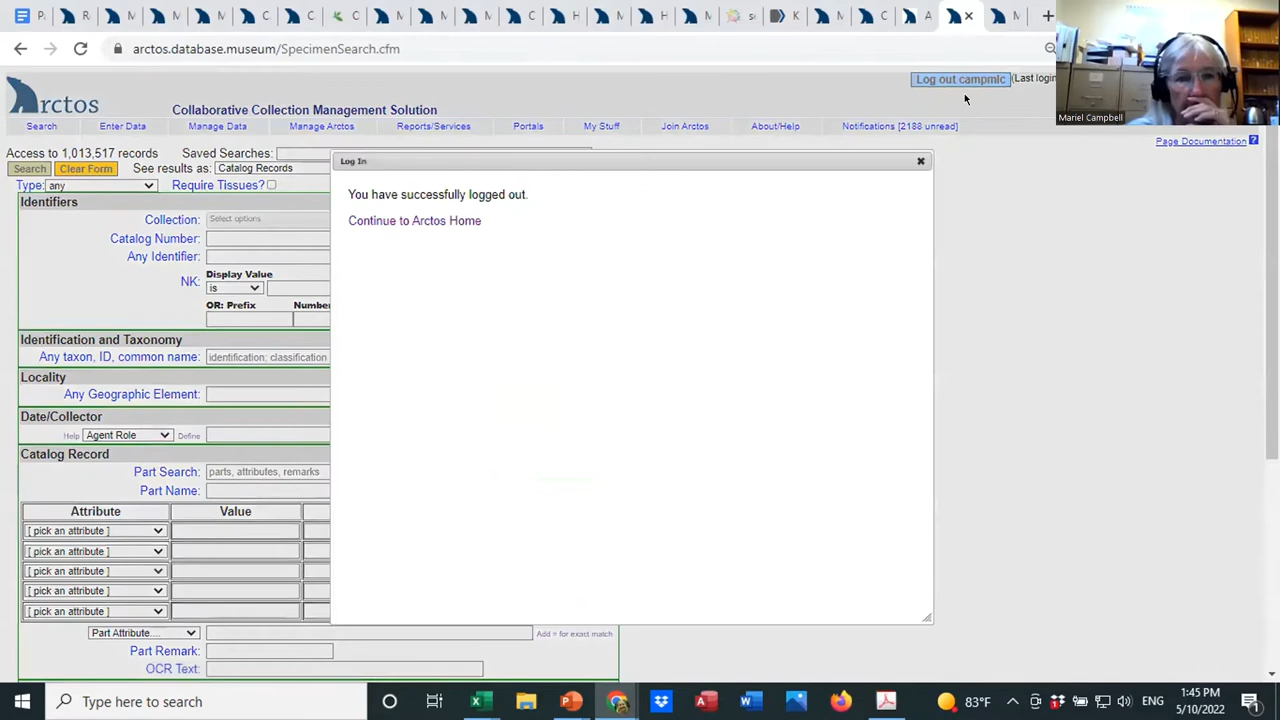 R
R
M
M
M
C
C
C
M
M
C
C
H
M
H
M
s
K
M
C
A
M
arctos.database.museum/SpecimenSearch.cfm
Log out campmlc
(Last login
Mariel Campbell
Arctos
Collaborative Collection Management Solution
Search Enter Data Manage Data Manage Arctos Reports/Services Portals My Stuff Join Arctos About/Help Notifications [2188 unread]
Page Documentation
Access to 1,013,517 records Saved Searches:
Search Clear Form See results as: Catalog Records
Type: any Require Tissues?
Log In
You have successfully logged out.
Continue to Arctos Home
Identifiers
Collection: Select options
Catalog Number:
Any Identifier:
Display Value
NK: is
OR: Prefix Number
Identification and Taxonomy
Any taxon, ID, common name: identification; classification
Locality
Any Geographic Element:
Date/Collector
Help Agent Role Define
Catalog Record
Part Search: parts, attributes, remarks
Part Name:
Attribute Value
[ pick an attribute ]
[ pick an attribute ]
[ pick an attribute ]
[ pick an attribute ]
[ pick an attribute ]
Part Attribute.... Add = for exact match
Part Remark:
OCR Text:
Type here to search
83°F
ENG
1:45 PM
5/10/2022
1